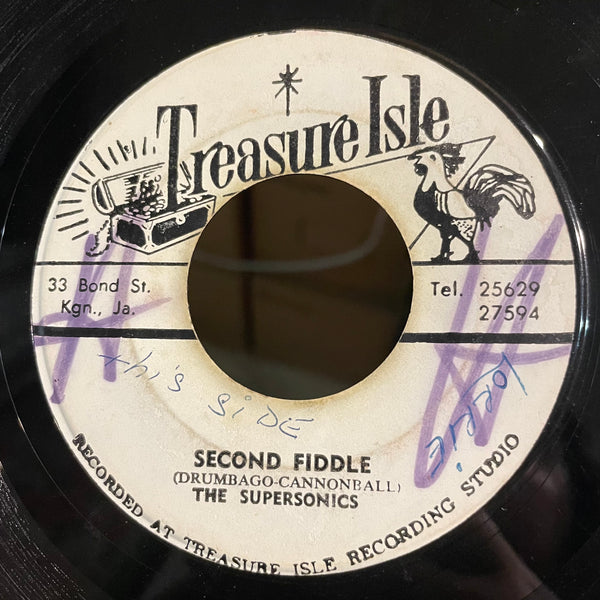 Treasure Isle
33 Bond St.
Kgn., Ja.
Tel. 25629
27594
this SIDE
SECOND FIDDLE
(DRUMBAGO-CANNONBALL)
THE SUPERSONICS
RECORDED AT TREASURE ISLE RECORDING STUDIO